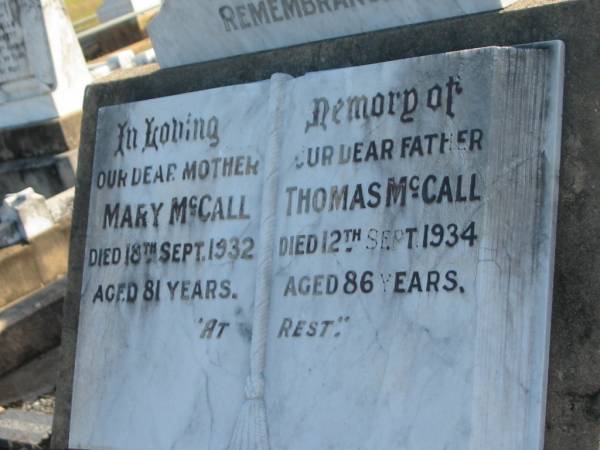 REMEMBRANCE
In Loving Memory of
OUR DEAR MOTHER
MARY McCALL
DIED 18TH SEPT. 1932
AGED 81 YEARS.
OUR DEAR FATHER
THOMAS McCALL
DIED 12TH SEPT. 1934
AGED 86 YEARS.
"AT REST."